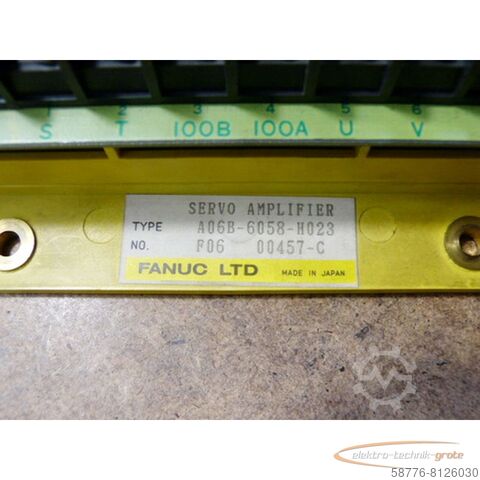 1 2 3 4 5 6
S T 100B 100A U V
SERVO AMPLIFIER
TYPE A06B-6058-H023
NO. F06 00457-C
FANUC LTD MADE IN JAPAN
elektro-technik-grote
58776-8126030